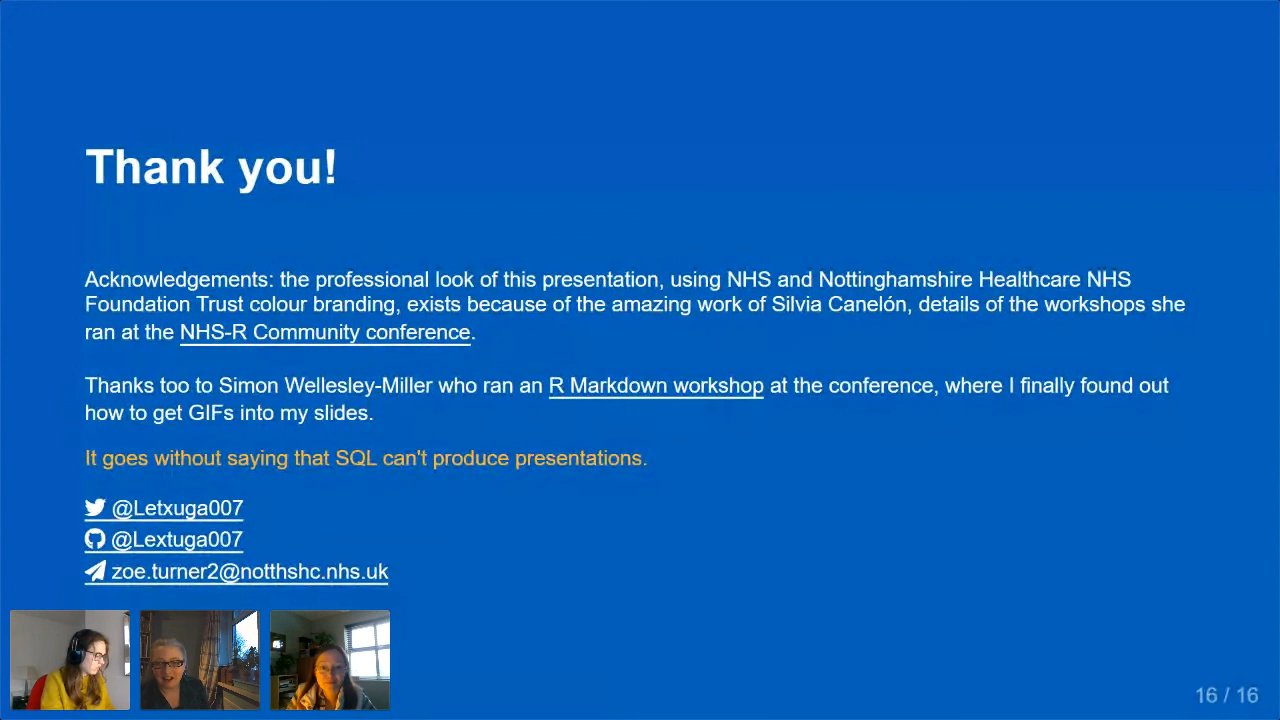 Thank you!
Acknowledgements: the professional look of this presentation, using NHS and Nottinghamshire Healthcare NHS
Foundation Trust colour branding, exists because of the amazing work of Silvia Canelón, details of the workshops she
ran at the NHS-R Community conference.
Thanks too to Simon Wellesley-Miller who ran an R Markdown workshop at the conference, where I finally found out
how to get GIFs into my slides.
It goes without saying that SQL can't produce presentations.
@Letxuga007
@Lextuga007
zoe.turner2@notthshc.nhs.uk
16 / 16